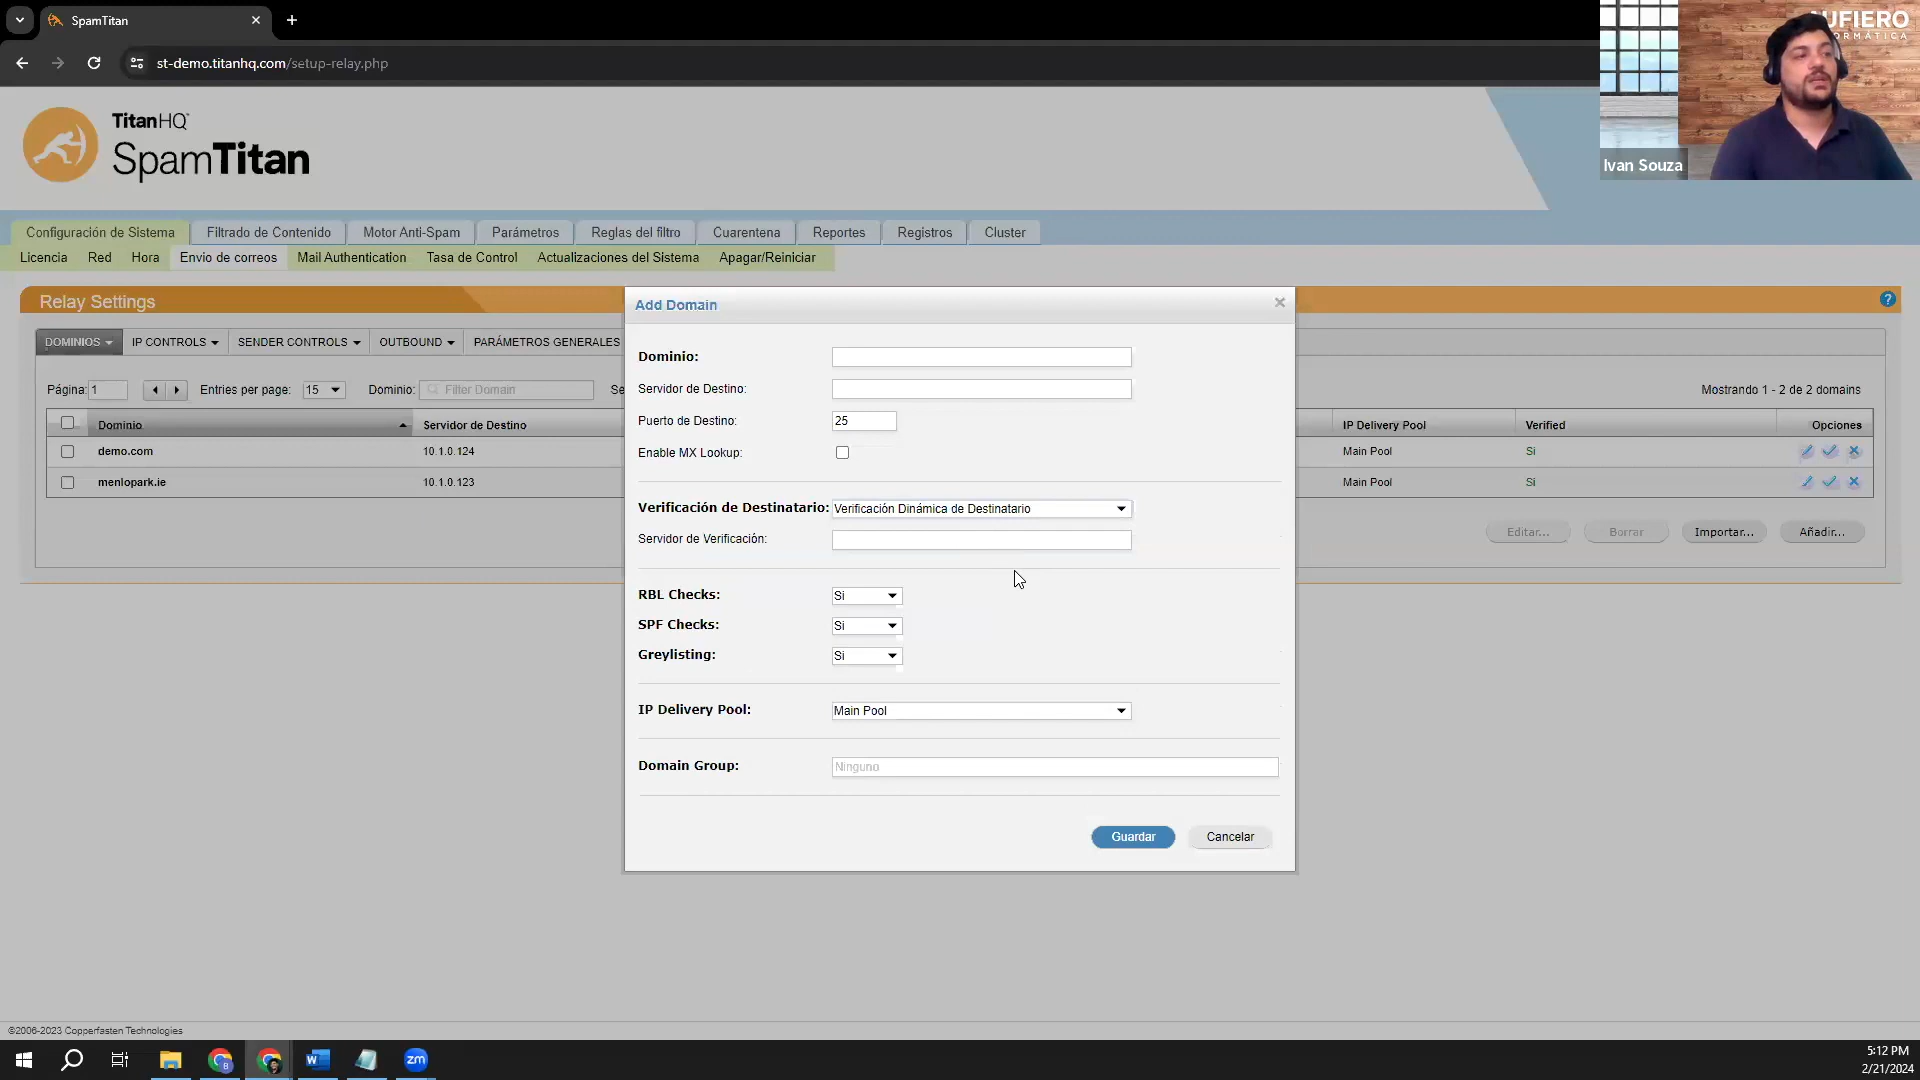 SpamTitan
st-demo.titanhq.com/setup-relay.php
UFIERO
ORMÁTICA
Ivan Souza
TitanHQ
SpamTitan
Configuración de Sistema
Filtrado de Contenido
Motor Anti-Spam
Parámetros
Reglas del filtro
Cuarentena
Reportes
Registros
Cluster
Licencia
Red
Hora
Envio de correos
Mail Authentication
Tasa de Control
Actualizaciones del Sistema
Apagar/Reiniciar
Relay Settings
?
DOMINIOS
IP CONTROLS
SENDER CONTROLS
OUTBOUND
PARÁMETROS GENERALES
Página: 1
Entries per page: 15
Dominio: Filter Domain
Se
Mostrando 1 - 2 de 2 domains
Dominio
Servidor de Destino
IP Delivery Pool
Verified
Opciones
demo.com
10.1.0.124
Main Pool
Si
menlopark.ie
10.1.0.123
Main Pool
Si
Editar...
Borrar
Importar...
Añadir...
Add Domain
Dominio:
Servidor de Destino:
Puerto de Destino: 25
Enable MX Lookup:
Verificación de Destinatario: Verificación Dinámica de Destinatario
Servidor de Verificación:
RBL Checks: Si
SPF Checks: Si
Greylisting: Si
IP Delivery Pool: Main Pool
Domain Group: Ninguno
Guardar
Cancelar
©2006-2023 Copperfasten Technologies
zm
5:12 PM
2/21/2024